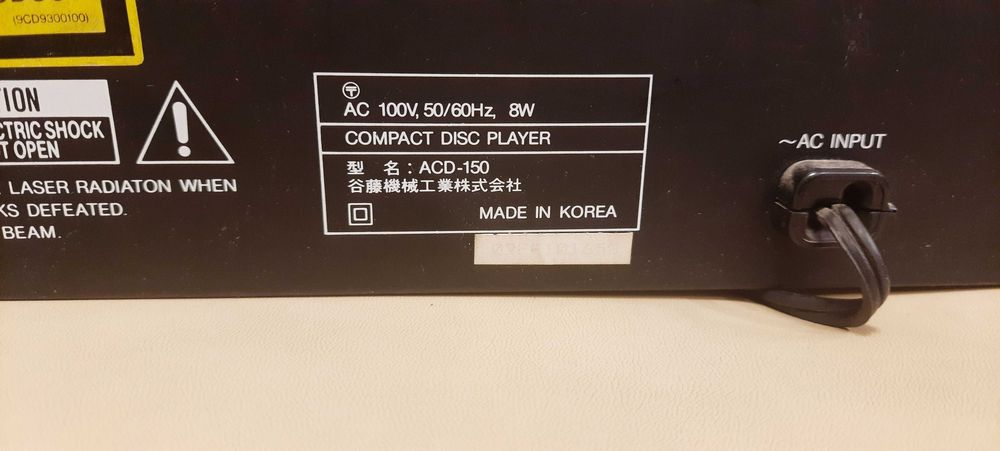 (9CD9300100)
TION
CTRIC SHOCK
T OPEN
LASER RADIATON WHEN
KS DEFEATED.
BEAM.
〒
AC 100V, 50/60Hz, 8W
COMPACT DISC PLAYER
型 名 : ACD-150
谷藤機械工業株式会社
MADE IN KOREA
~AC INPUT